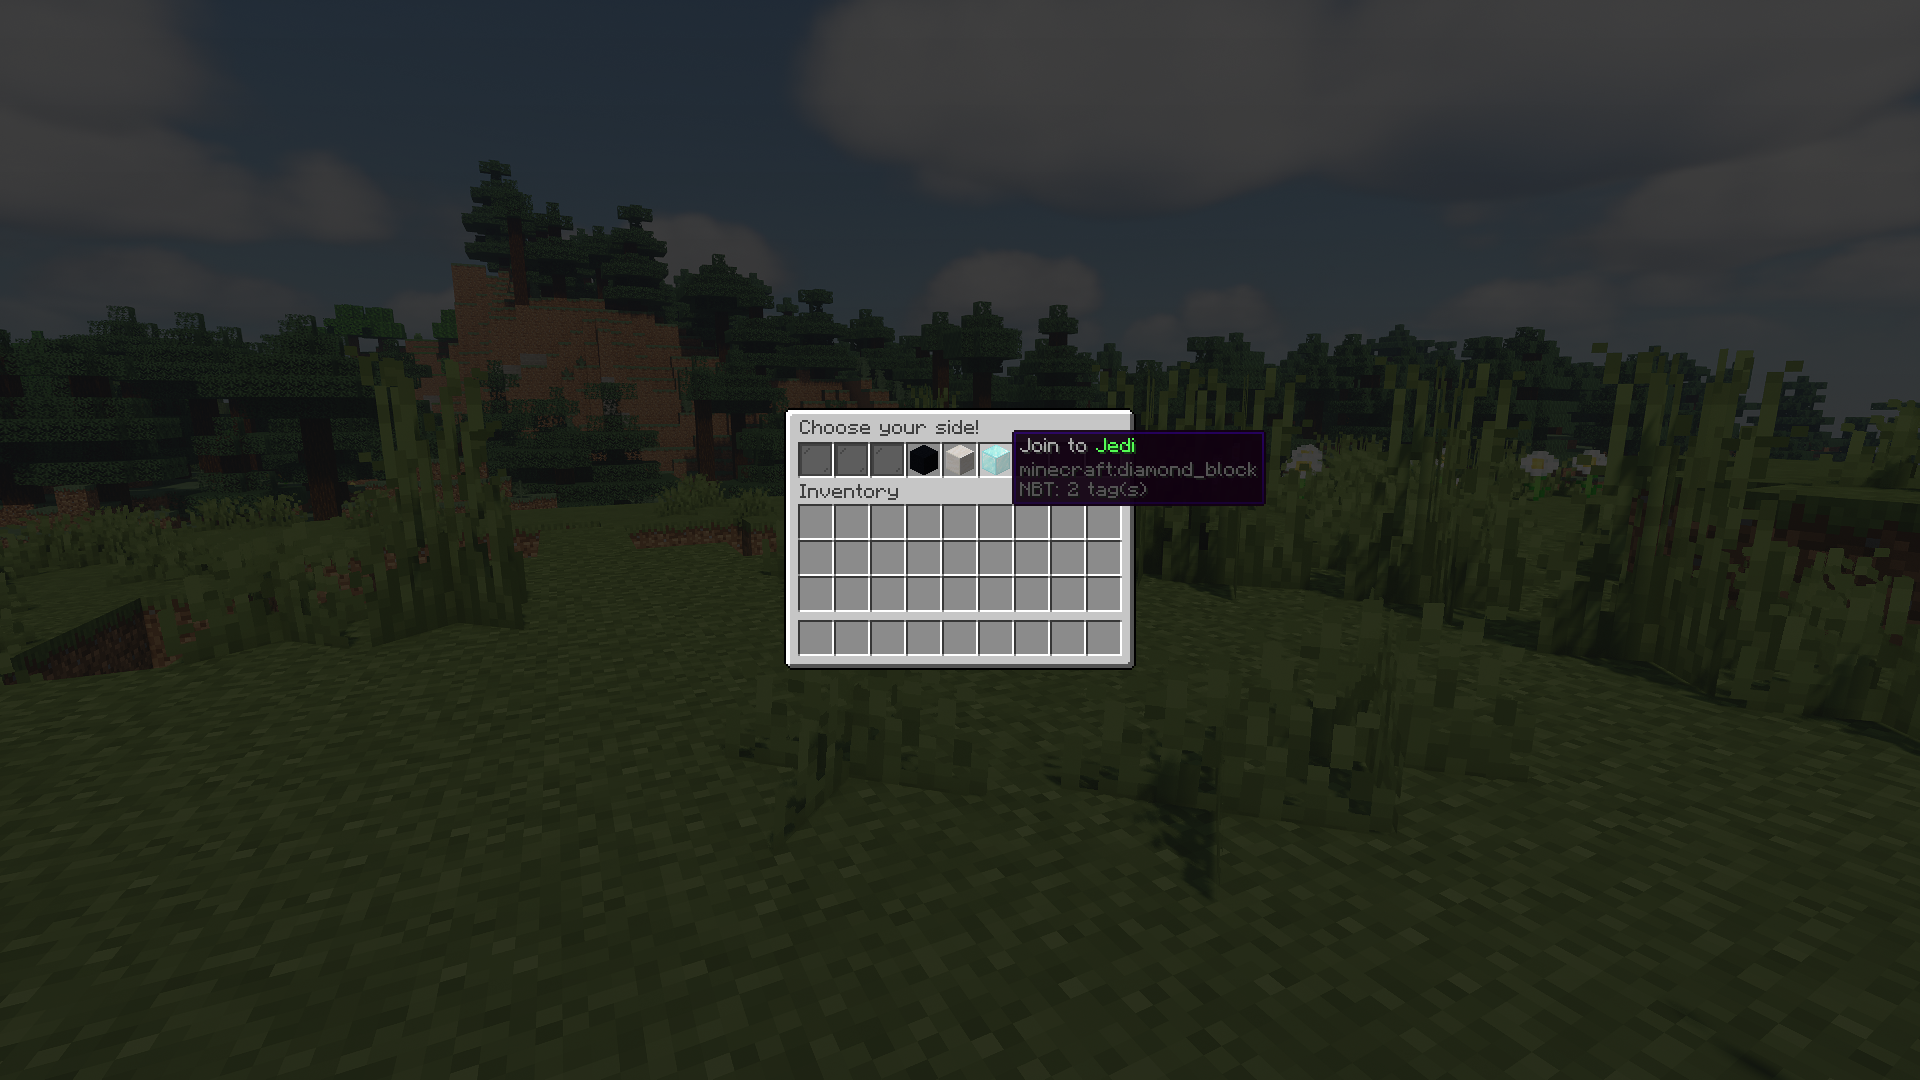 Choose your side!
Join to Jedi
minecraft:diamond_block
NBT: 2 tag(s)
Inventory